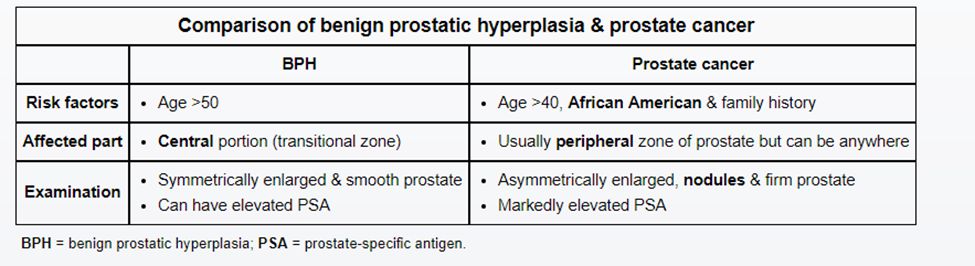 Comparison of benign prostatic hyperplasia & prostate cancer
BPH
Prostate cancer
Risk factors
• Age >50
• Age >40, African American & family history
Affected part
• Central portion (transitional zone)
• Usually peripheral zone of prostate but can be anywhere
Examination
• Symmetrically enlarged & smooth prostate
• Can have elevated PSA
• Asymmetrically enlarged, nodules & firm prostate
• Markedly elevated PSA
BPH = benign prostatic hyperplasia; PSA = prostate-specific antigen.